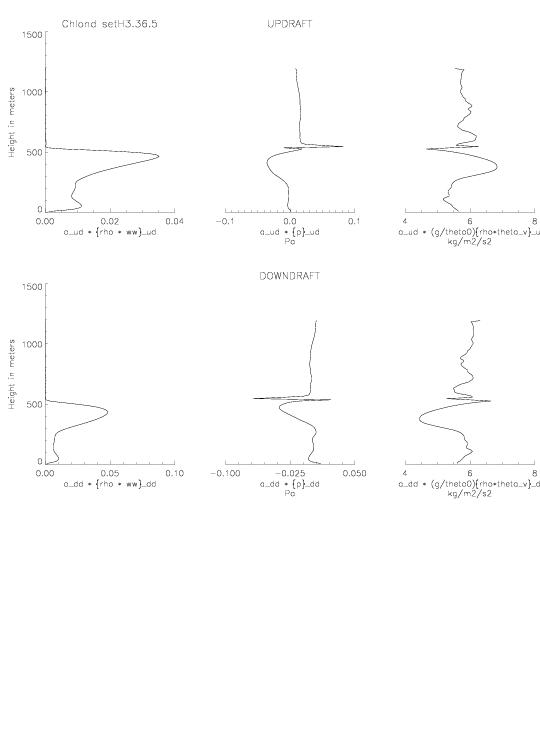 Chlond setH3.36.5
UPDRAFT
1500
1000
500
0
Height in meters
0.00 0.02 0.04
a_ud * {rho * ww}_ud
-0.1 0.0 0.1
a_ud * {p}_ud
Pa
4 6 8
a_ud * (g/theta0){rho*theta_v}_u
kg/m2/s2
DOWNDRAFT
1500
1000
500
0
Height in meters
0.00 0.05 0.10
a_dd * {rho * ww}_dd
-0.100 -0.025 0.050
a_dd * {p}_dd
Pa
4 6 8
a_dd * (g/theta0){rho*theta_v}_d
kg/m2/s2